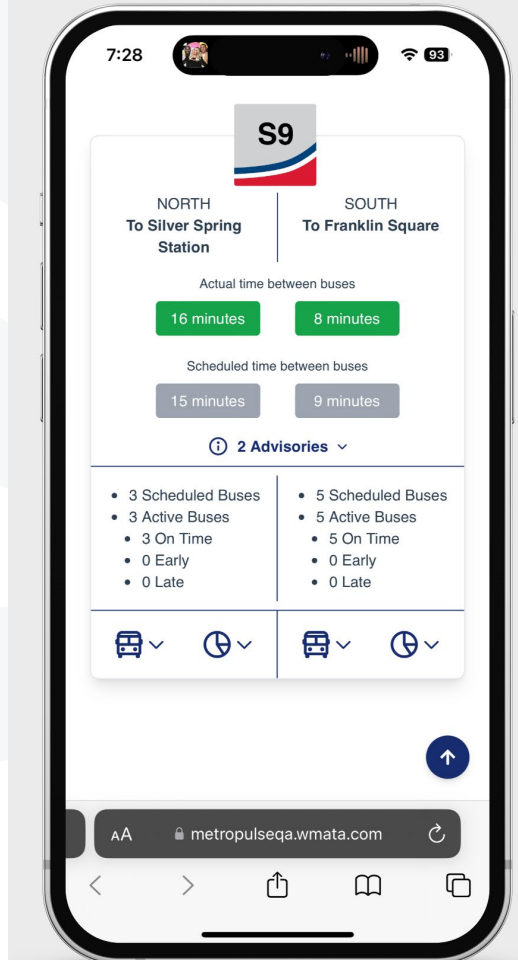 7:28
93
S9
NORTH
To Silver Spring
Station
SOUTH
To Franklin Square
Actual time between buses
16 minutes
8 minutes
Scheduled time between buses
15 minutes
9 minutes
2 Advisories
• 3 Scheduled Buses
• 3 Active Buses
• 3 On Time
• 0 Early
• 0 Late
• 5 Scheduled Buses
• 5 Active Buses
• 5 On Time
• 0 Early
• 0 Late
AA
metropulseqa.wmata.com